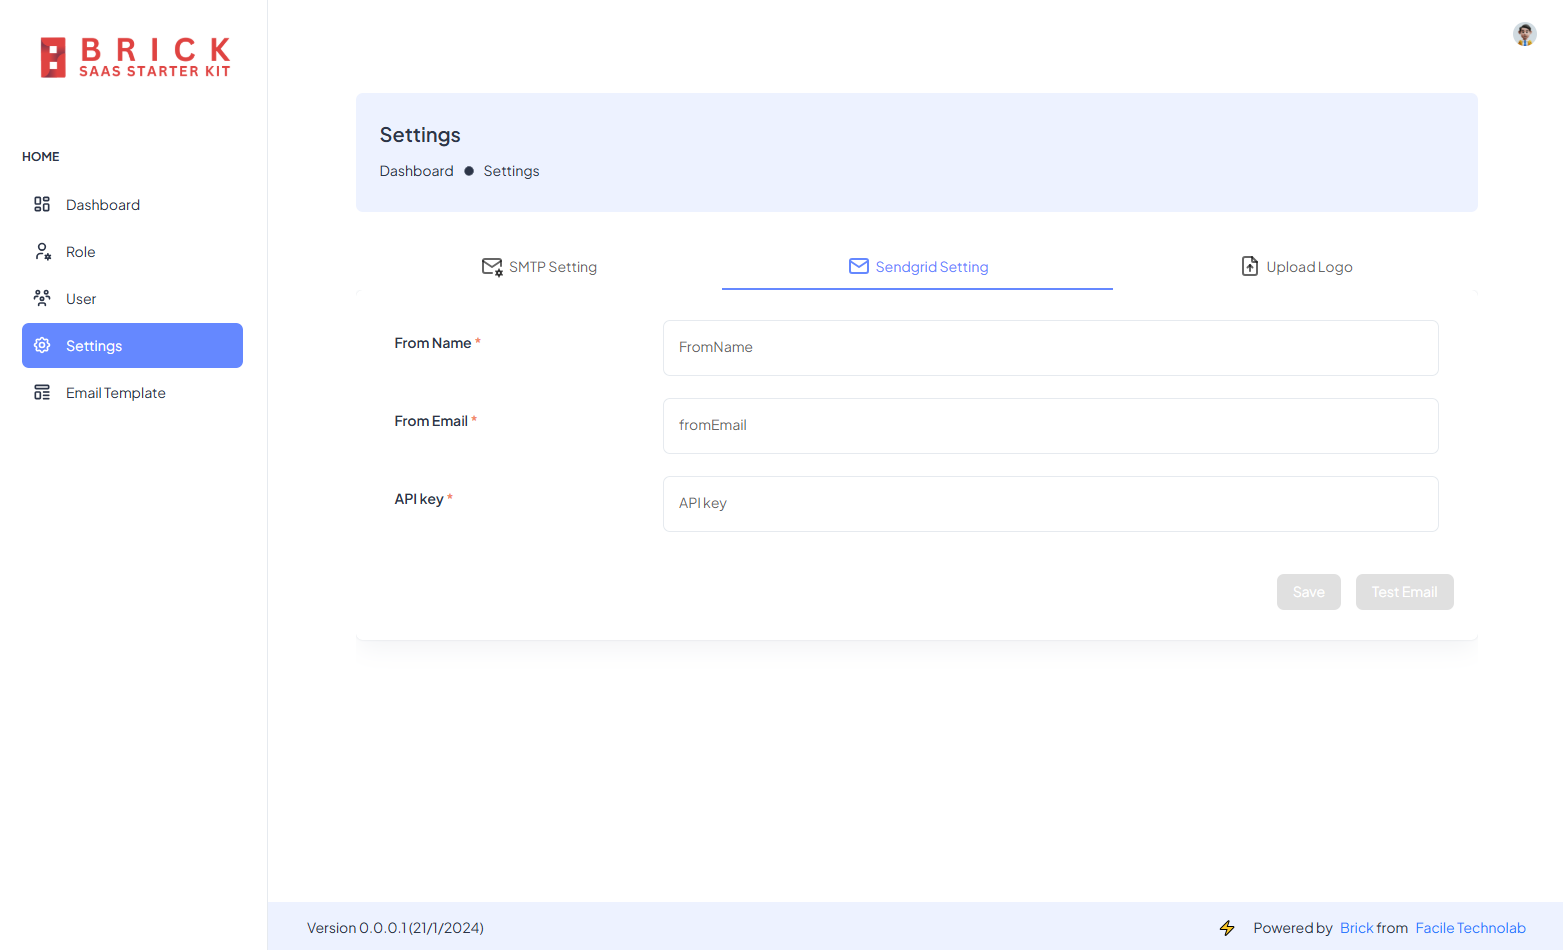 BRICK
SAAS STARTER KIT
HOME
Dashboard
Role
User
Settings
Email Template
Settings
Dashboard ● Settings
SMTP Setting
Sendgrid Setting
Upload Logo
From Name *
FromName
From Email *
fromEmail
API key *
API key
Save
Test Email
Version 0.0.0.1 (21/1/2024)
Powered by Brick from Facile Technolab